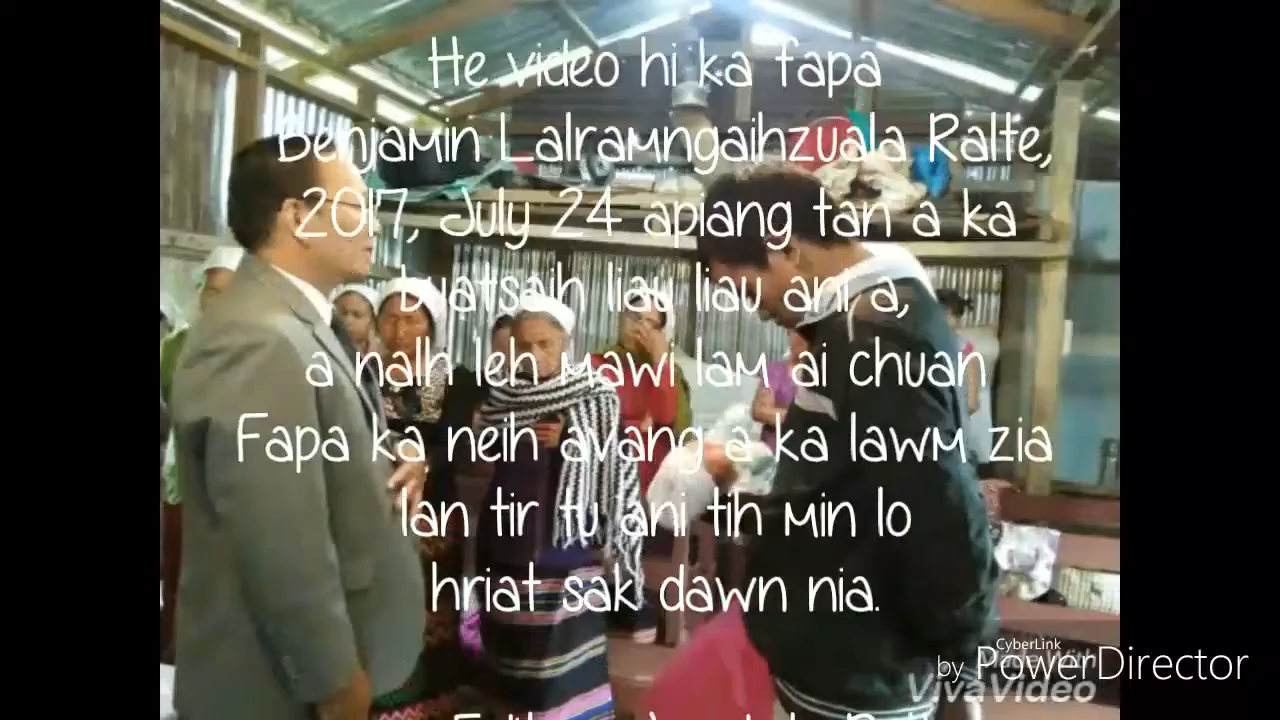 He video hi ka fapa
Benjamin Lalramngaihzuala Ralte,
2017, July 24 apiang tan a ka
buatsaih liau liau ani a,
a nalh leh mawi lam ai chuan
Fapa ka neih avang a ka lawm zia
lan tir tu ani tih min lo
hriat sak dawn nia.
CyberLink
by PowerDirector
Made With
VivaVideo